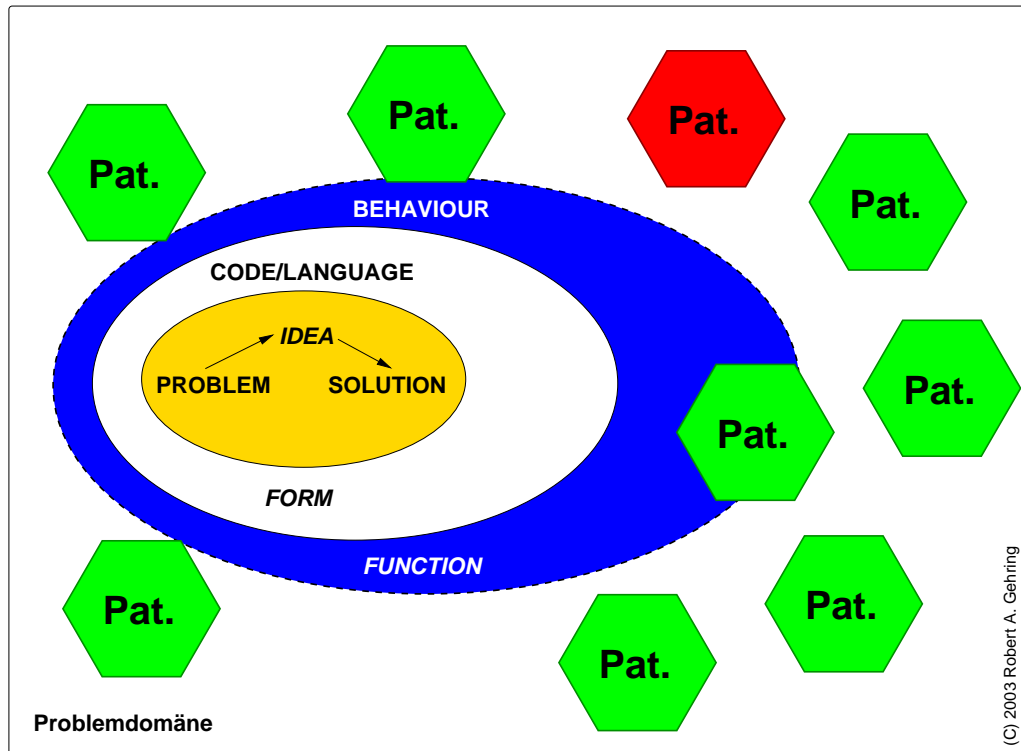 Pat.
Pat.
Pat.
Pat.
BEHAVIOUR
CODE/LANGUAGE
IDEA
PROBLEM SOLUTION
Pat.
Pat.
FORM
FUNCTION
Pat.
Pat.
Pat.
Problemdomäne
(C) 2003 Robert A. Gehring